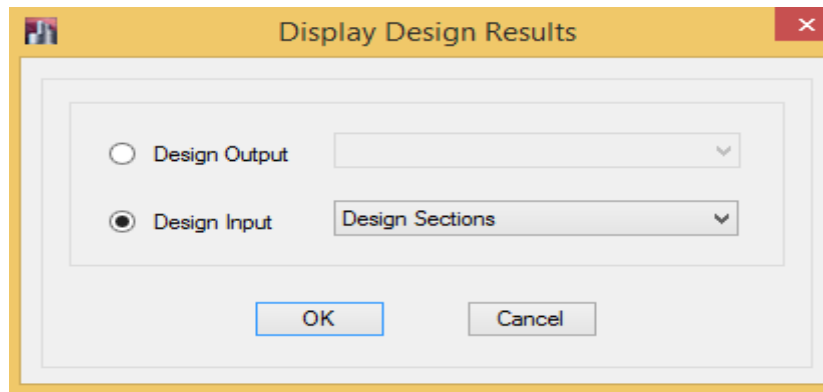 Display Design Results
Design Output
Design Input Design Sections
OK Cancel